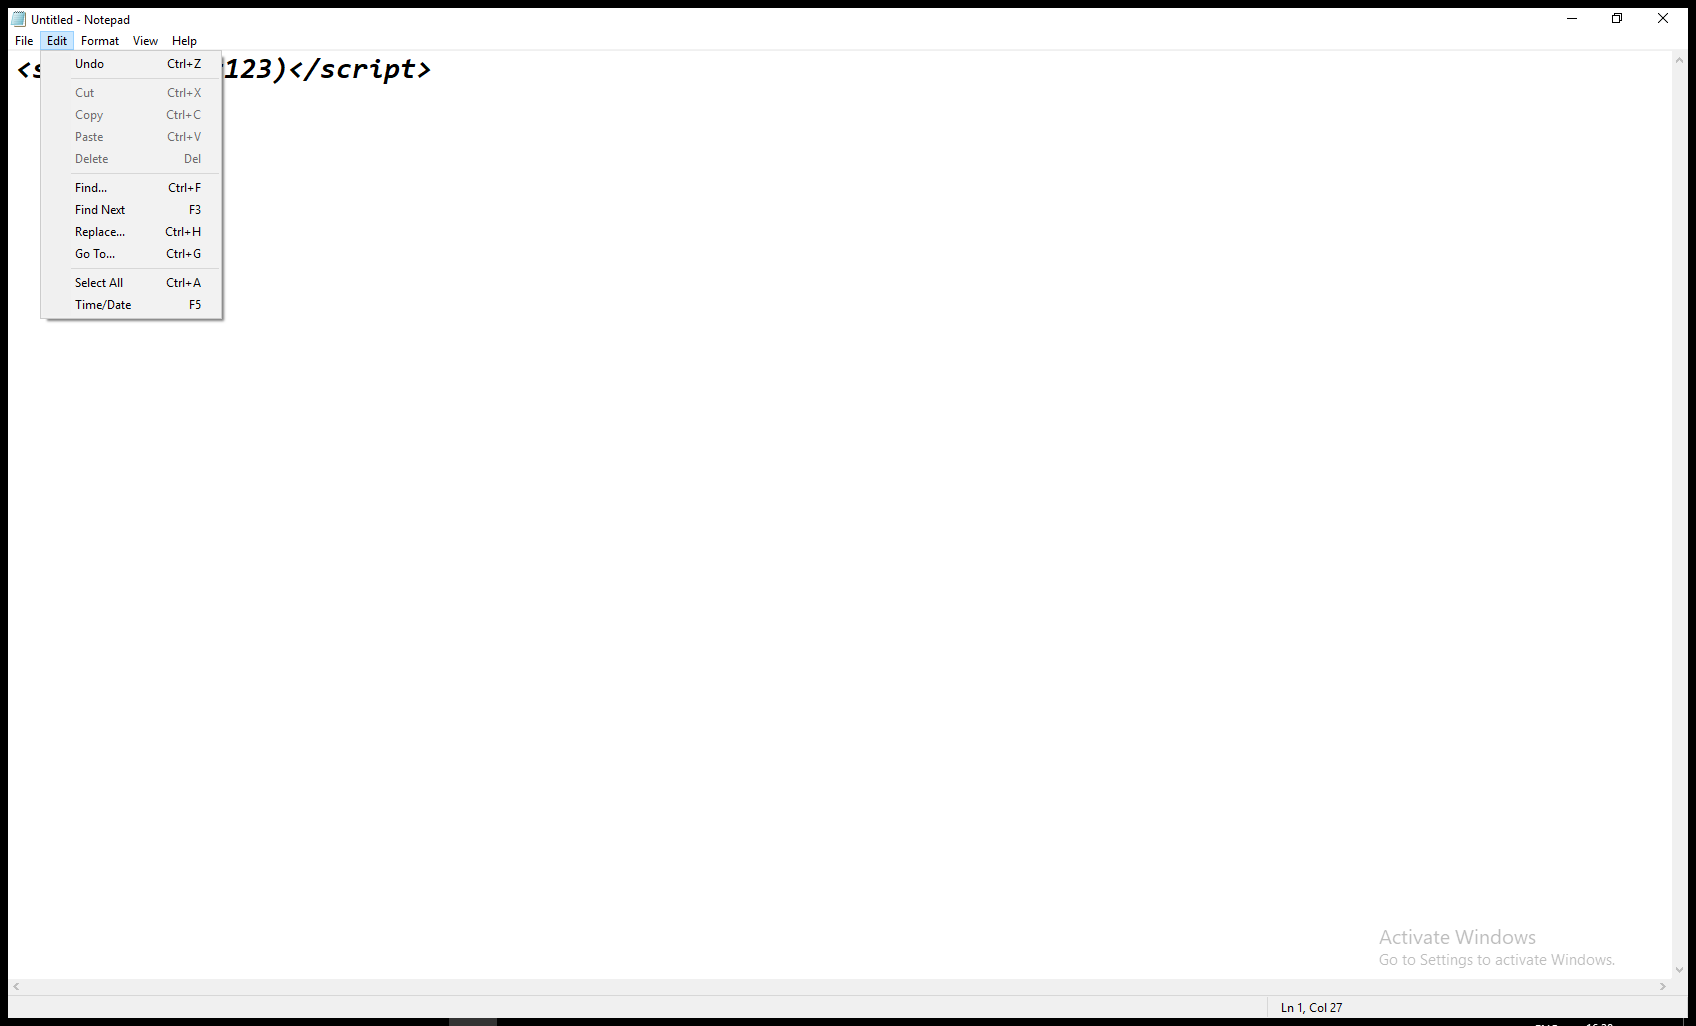 Untitled - Notepad
File Edit Format View Help
123)</script>
Undo Ctrl+Z
Cut Ctrl+X
Copy Ctrl+C
Paste Ctrl+V
Delete Del
Find... Ctrl+F
Find Next F3
Replace... Ctrl+H
Go To... Ctrl+G
Select All Ctrl+A
Time/Date F5
Activate Windows
Go to Settings to activate Windows.
Ln 1, Col 27